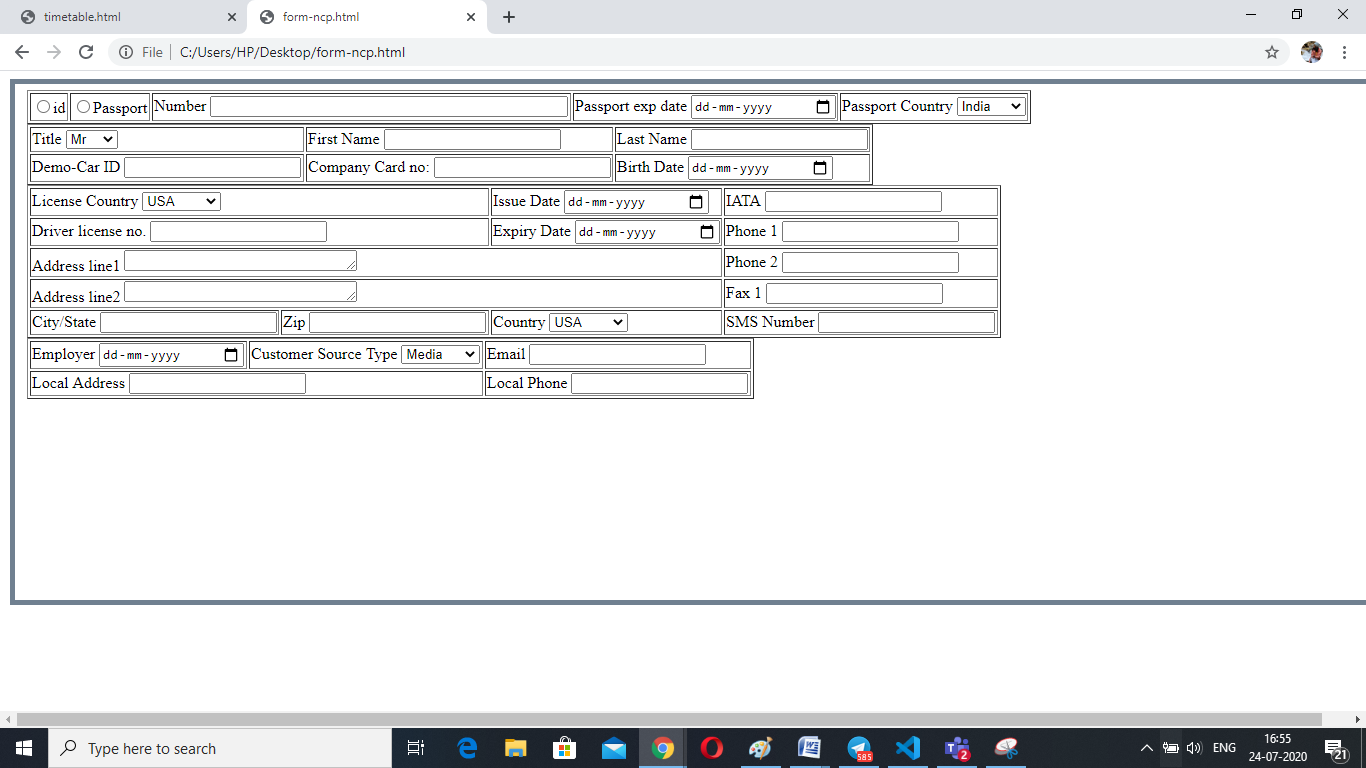 timetable.html
form-ncp.html
File C:/Users/HP/Desktop/form-ncp.html
id Passport Number Passport exp date dd-mm-yyyy Passport Country India
Title Mr First Name Last Name
Demo-Car ID Company Card no: Birth Date dd-mm-yyyy
License Country USA Issue Date dd-mm-yyyy IATA
Driver license no. Expiry Date dd-mm-yyyy Phone 1
Address line1 Phone 2
Address line2 Fax 1
City/State Zip Country USA SMS Number
Employer dd-mm-yyyy Customer Source Type Media Email
Local Address Local Phone
Type here to search
585
2
ENG
16:55
24-07-2020
21